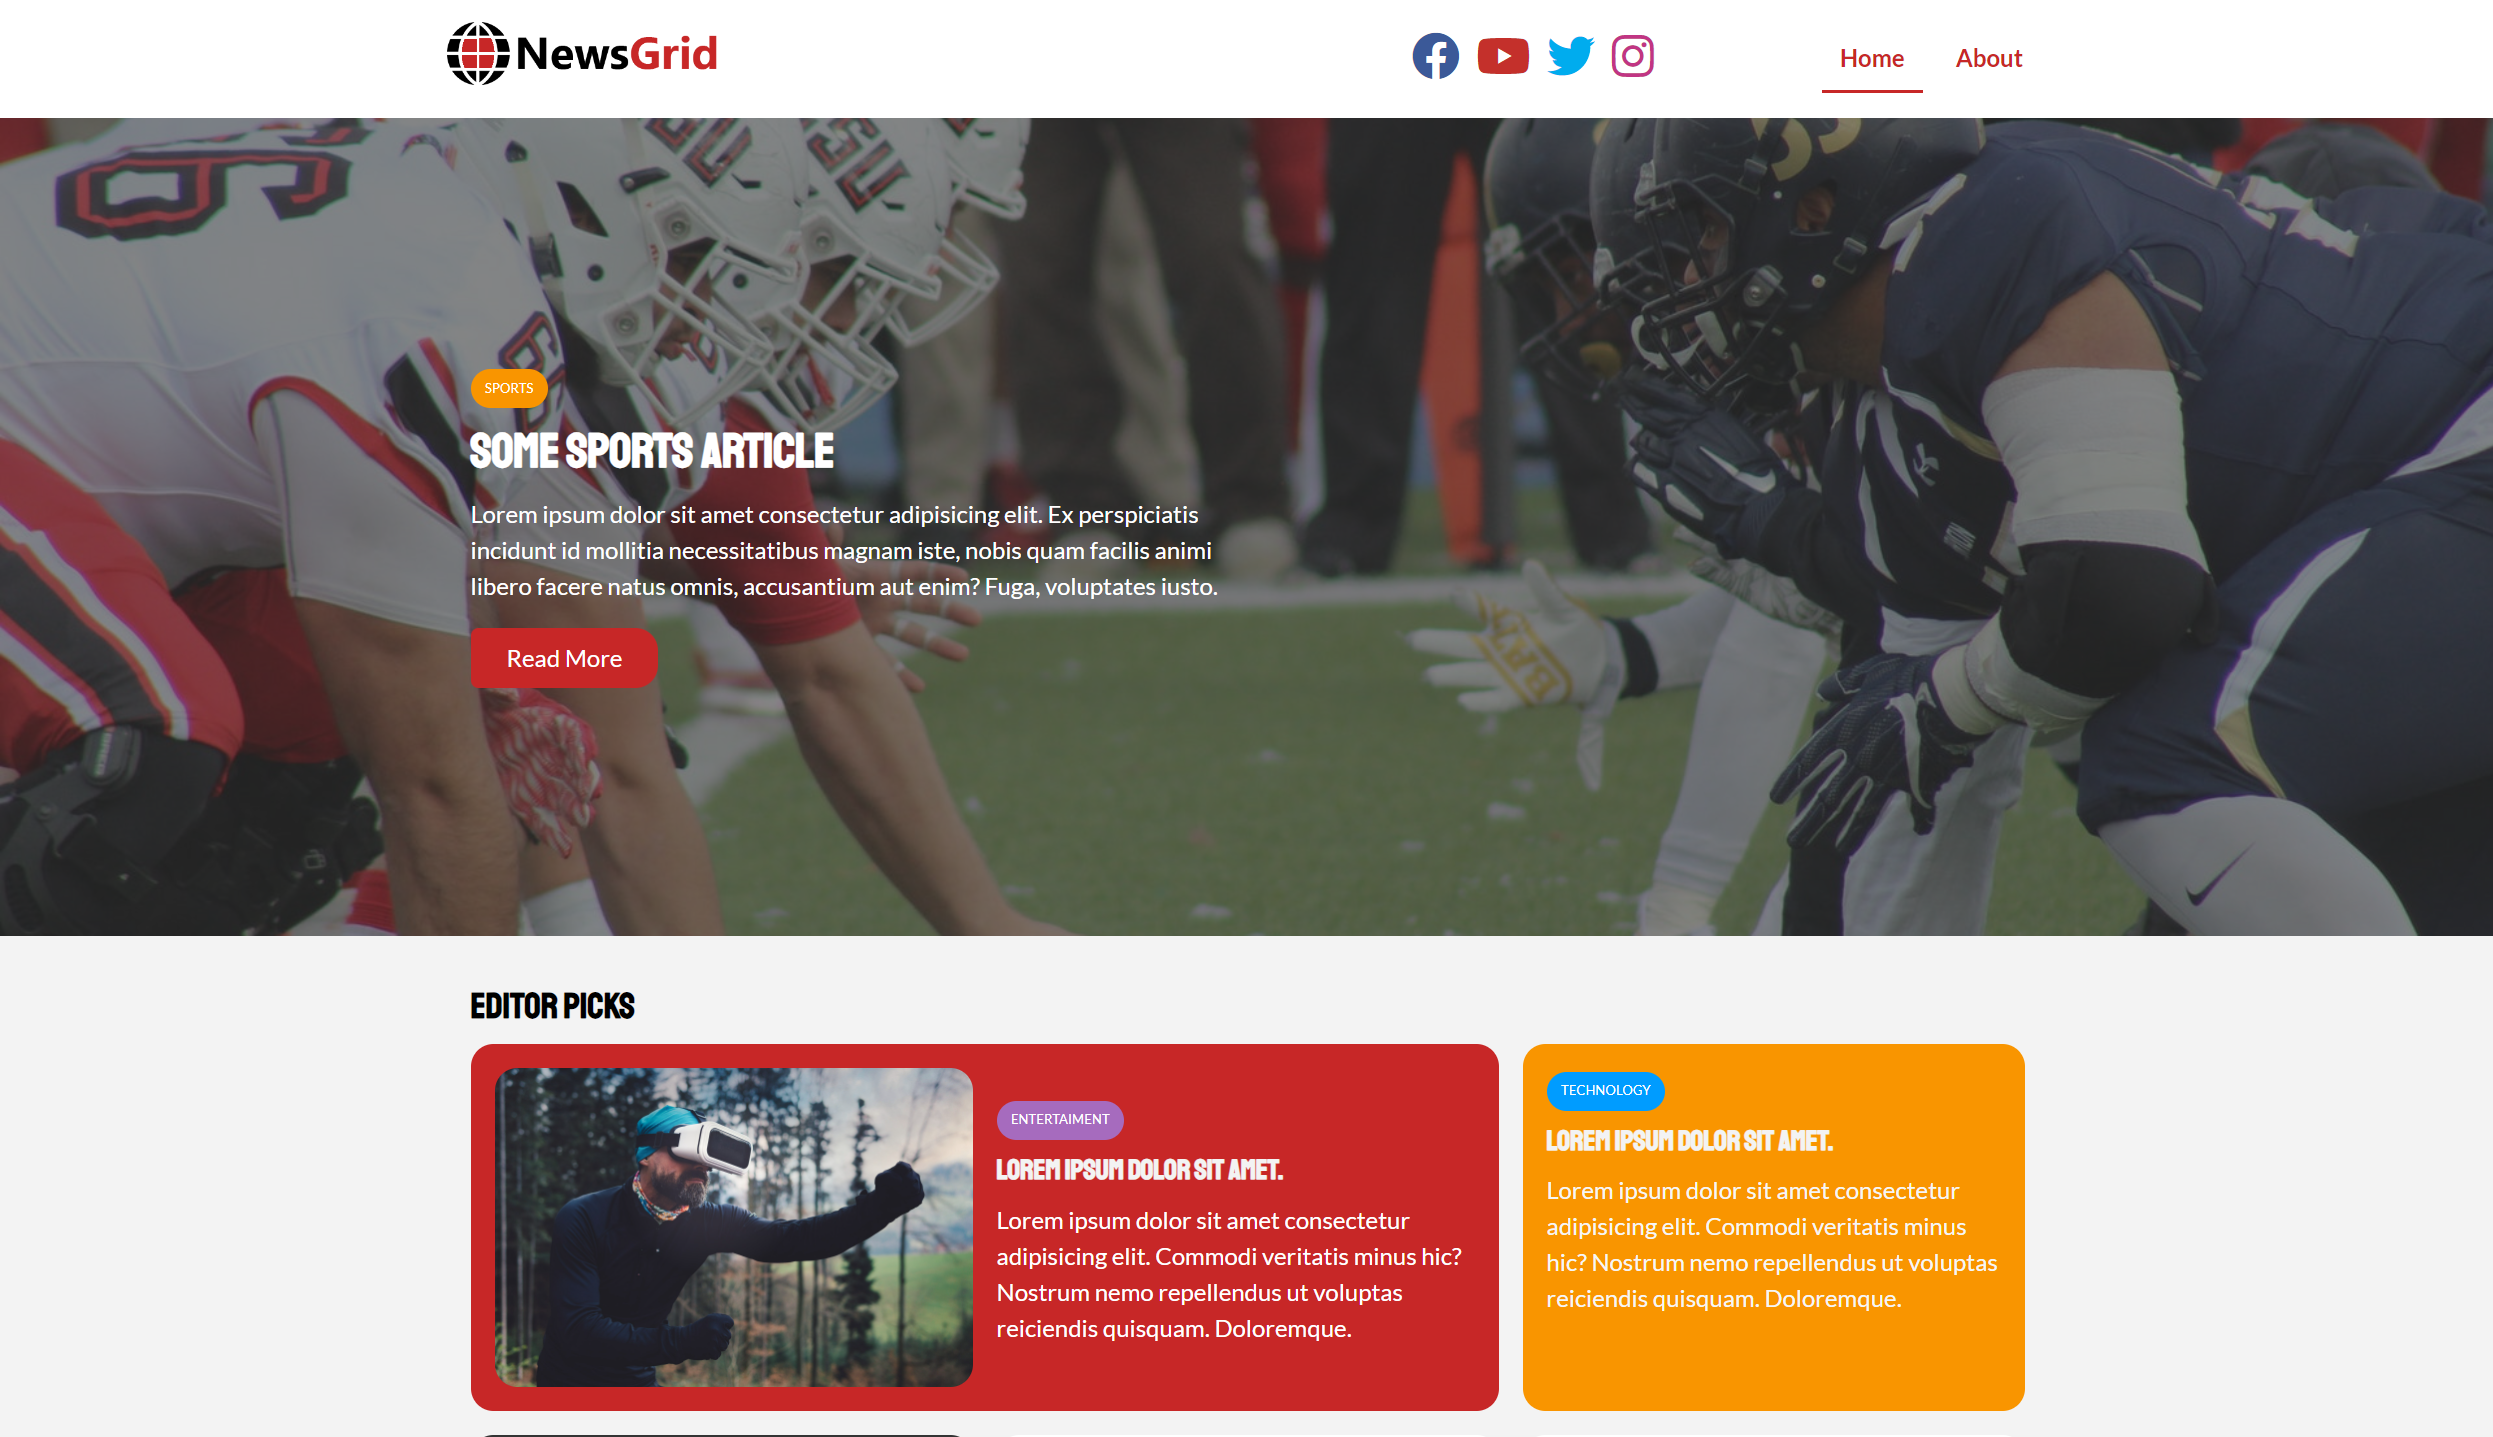 NewsGrid
Home About
SPORTS
SOME SPORTS ARTICLE
Lorem ipsum dolor sit amet consectetur adipisicing elit. Ex perspiciatis
incidunt id mollitia necessitatibus magnam iste, nobis quam facilis animi
libero facere natus omnis, accusantium aut enim? Fuga, voluptates iusto.
Read More
EDITOR PICKS
ENTERTAIMENT
LOREM IPSUM DOLOR SIT AMET.
Lorem ipsum dolor sit amet consectetur
adipisicing elit. Commodi veritatis minus hic?
Nostrum nemo repellendus ut voluptas
reiciendis quisquam. Doloremque.
TECHNOLOGY
LOREM IPSUM DOLOR SIT AMET.
Lorem ipsum dolor sit amet consectetur
adipisicing elit. Commodi veritatis minus
hic? Nostrum nemo repellendus ut voluptas
reiciendis quisquam. Doloremque.